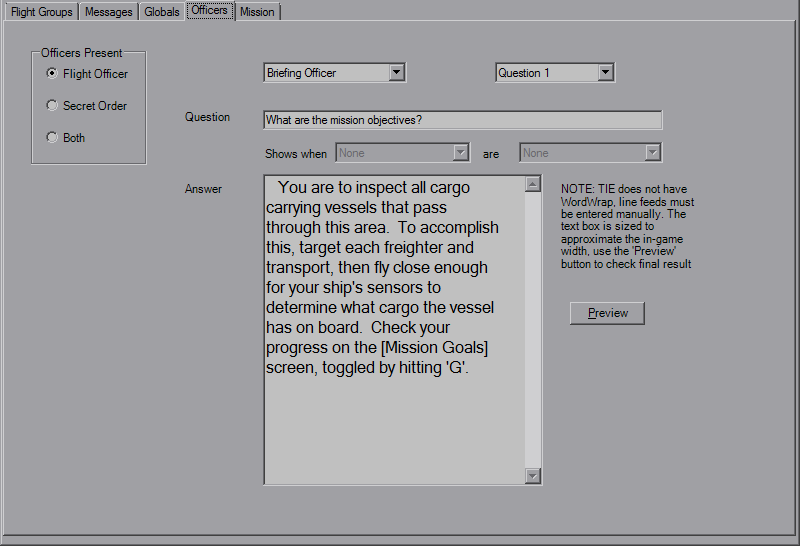 Flight Groups Messages Globals Officers Mission
Officers Present
Flight Officer
Secret Order
Both
Briefing Officer Question 1
Question What are the mission objectives?
Shows when None are None
Answer
You are to inspect all cargo
carrying vessels that pass
through this area.  To accomplish
this, target each freighter and
transport, then fly close enough
for your ship's sensors to
determine what cargo the vessel
has on board.  Check your
progress on the [Mission Goals]
screen, toggled by hitting 'G'.
NOTE: TIE does not have
WordWrap, line feeds must
be entered manually. The
text box is sized to
approximate the in-game
width, use the 'Preview'
button to check final result
Preview